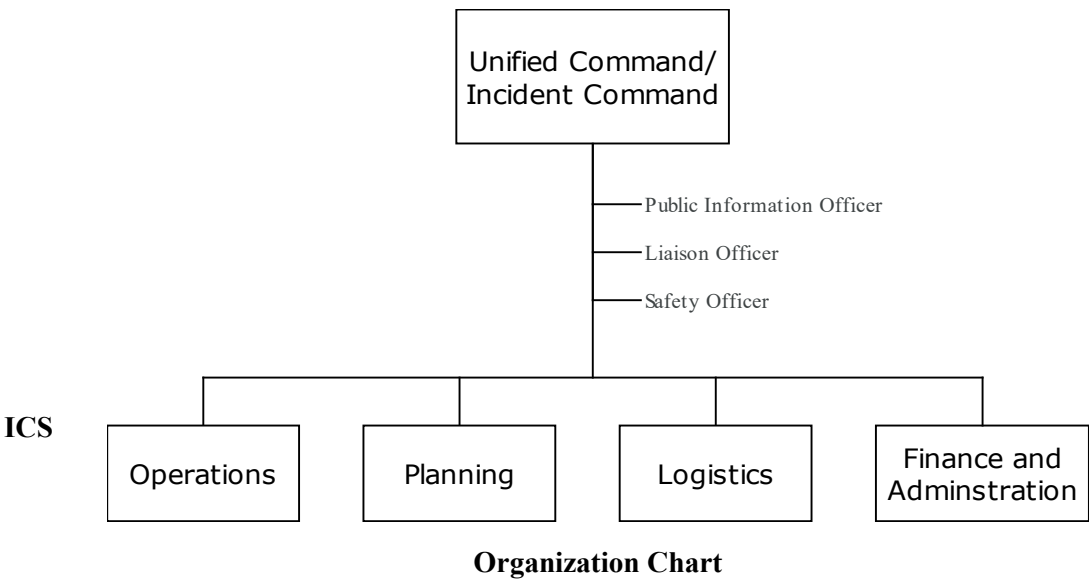 Unified Command/
Incident Command
Public Information Officer
Liaison Officer
Safety Officer
ICS
Operations
Planning
Logistics
Finance and
Adminstration
Organization Chart